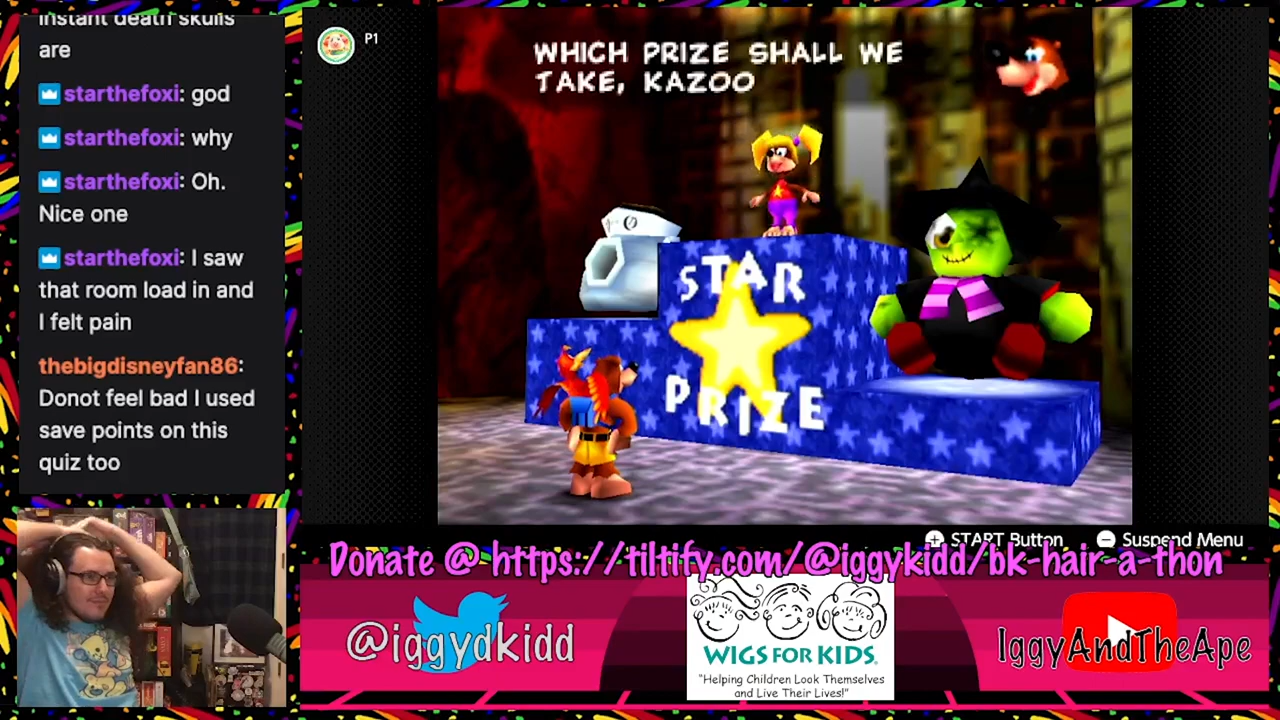 instant death skulls
are
starthefoxi: god
starthefoxi: why
starthefoxi: Oh.
Nice one
starthefoxi: I saw
that room load in and
I felt pain
thebigdisneyfan86:
Donot feel bad I used
save points on this
quiz too
P1
WHICH PRIZE SHALL WE
TAKE, KAZOO
STAR
PRIZE
START Button
Suspend Menu
Donate @ https://tiltify.com/@iggykidd/bk-hair-a-thon
@iggydkidd
WIGS FOR KIDS.
"Helping Children Look Themselves
and Live Their Lives!"
IggyAndTheApe